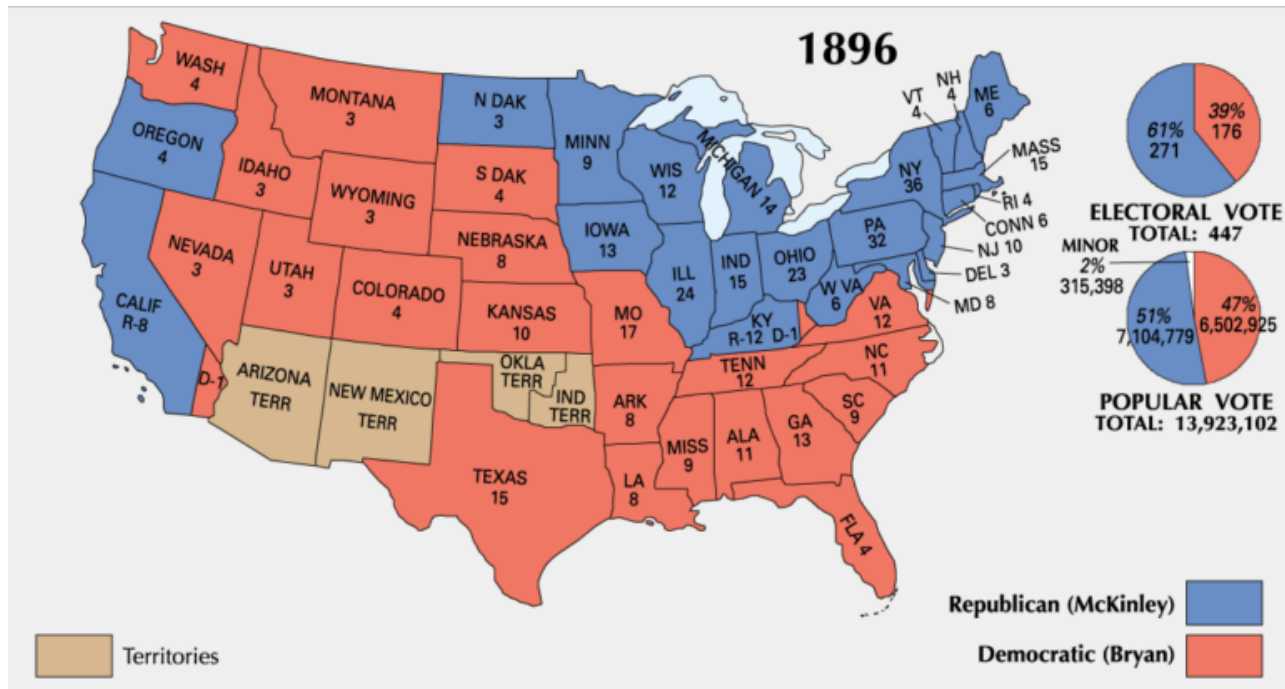 1896
WASH
4
OREGON
4
CALIF
R-8
D-1
NEVADA
3
IDAHO
3
MONTANA
3
WYOMING
3
UTAH
3
COLORADO
4
ARIZONA
TERR
NEW MEXICO
TERR
N DAK
3
S DAK
4
NEBRASKA
8
KANSAS
10
OKLA
TERR
IND
TERR
TEXAS
15
MINN
9
IOWA
13
MO
17
ARK
8
LA
8
WIS
12
MICHIGAN 14
ILL
24
IND
15
OHIO
23
KY
R-12 D-1
TENN
12
MISS
9
ALA
11
GA
13
FLA 4
SC
9
NC
11
VA
12
W VA
6
PA
32
NY
36
VT
4
NH
4
ME
6
MASS
15
RI 4
CONN 6
NJ 10
DEL 3
MD 8
61%
271
39%
176
ELECTORAL VOTE
TOTAL: 447
MINOR
2%
315,398
51%
7,104,779
47%
6,502,925
POPULAR VOTE
TOTAL: 13,923,102
Republican (McKinley)
Democratic (Bryan)
Territories